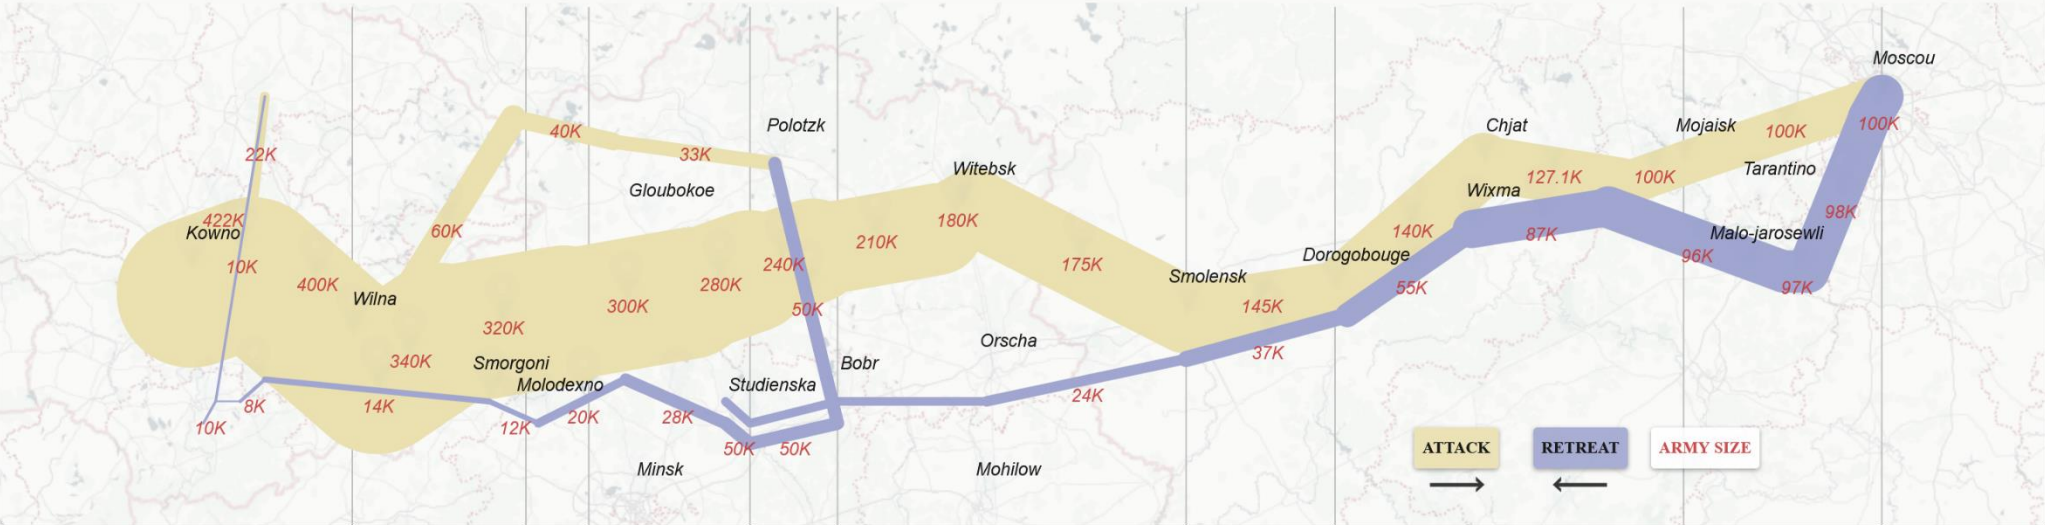 Moscou
100K
Polotzk
Chjat
Mojaisk
100K
40K
22K
33K
Witebsk
127.1K
100K
Tarantino
Gloubokoe
Wixma
422K
Kowno
60K
180K
98K
210K
140K
87K
Malo-jarosewli
10K
240K
175K
Dorogobouge
96K
400K
Wilna
280K
Smolensk
55K
97K
320K
300K
50K
145K
340K
Smorgoni
Molodexno
Studienska
Bobr
Orscha
37K
8K
14K
24K
10K
12K
20K
28K
50K
50K
Minsk
Mohilow
ATTACK
RETREAT
ARMY SIZE